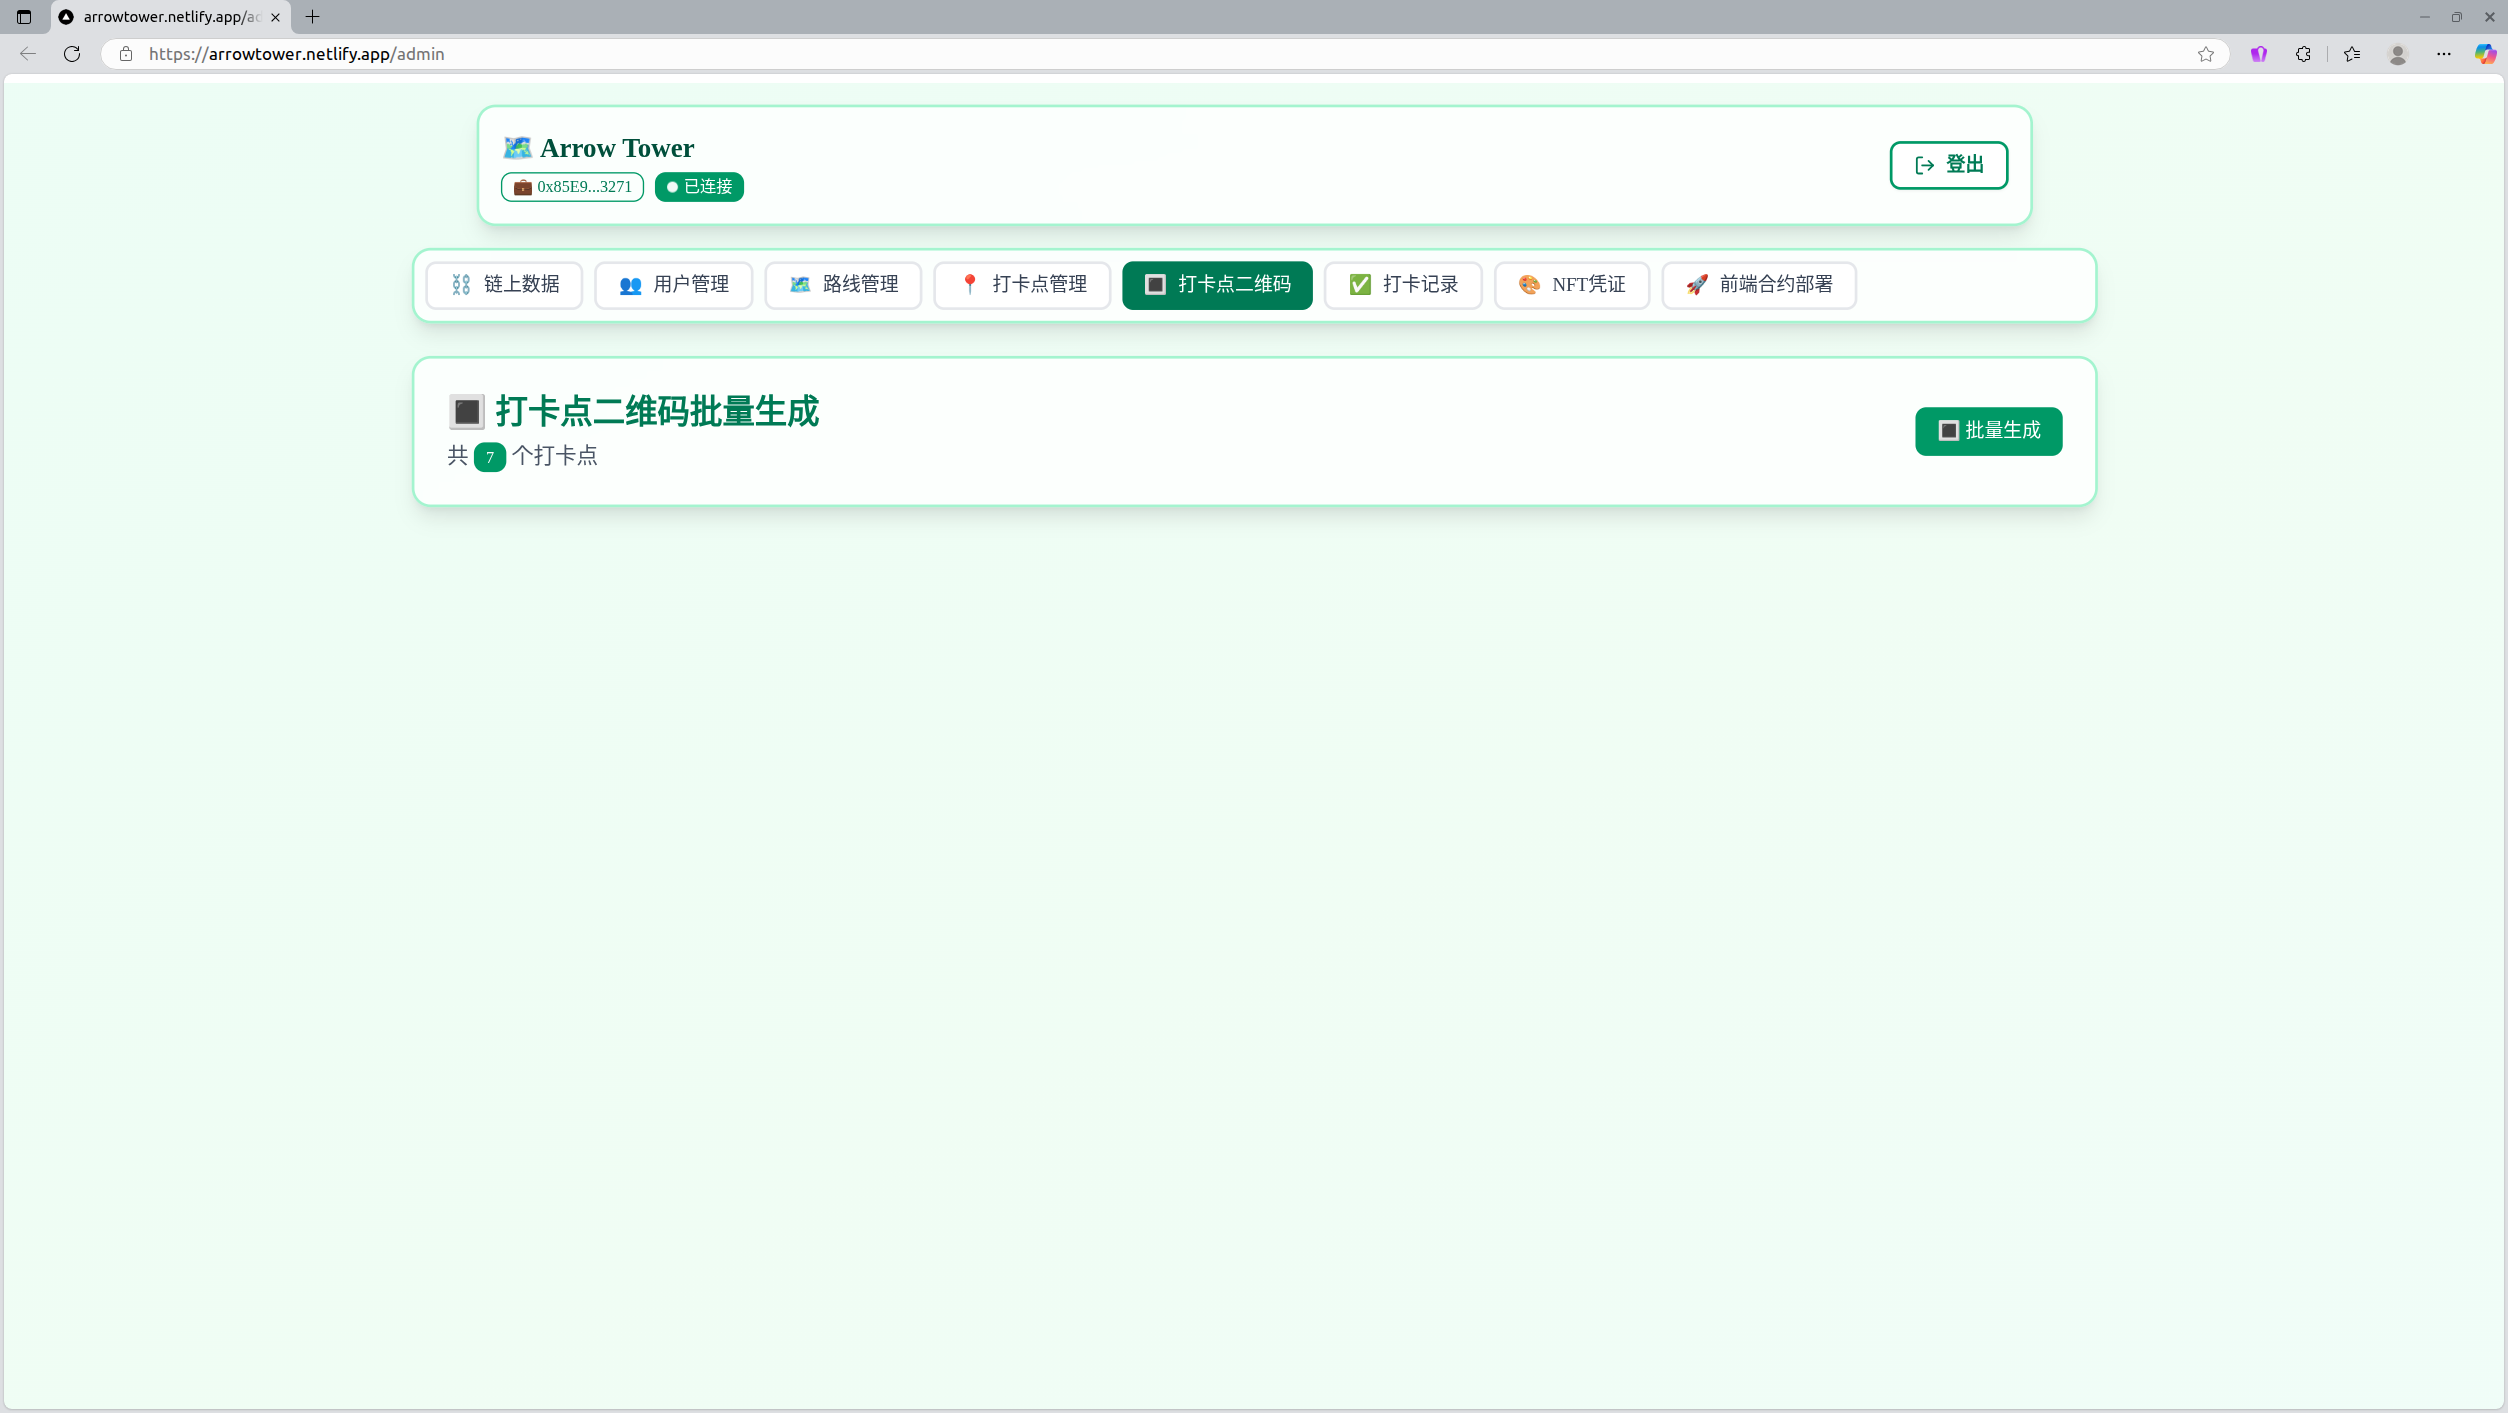 arrowtower.netlify.app/ad
https://arrowtower.netlify.app/admin
Arrow Tower
0x85E9...3271 已连接
登出
链上数据 用户管理 路线管理 打卡点管理 打卡点二维码 打卡记录 NFT凭证 前端合约部署
打卡点二维码批量生成
共 7 个打卡点
批量生成